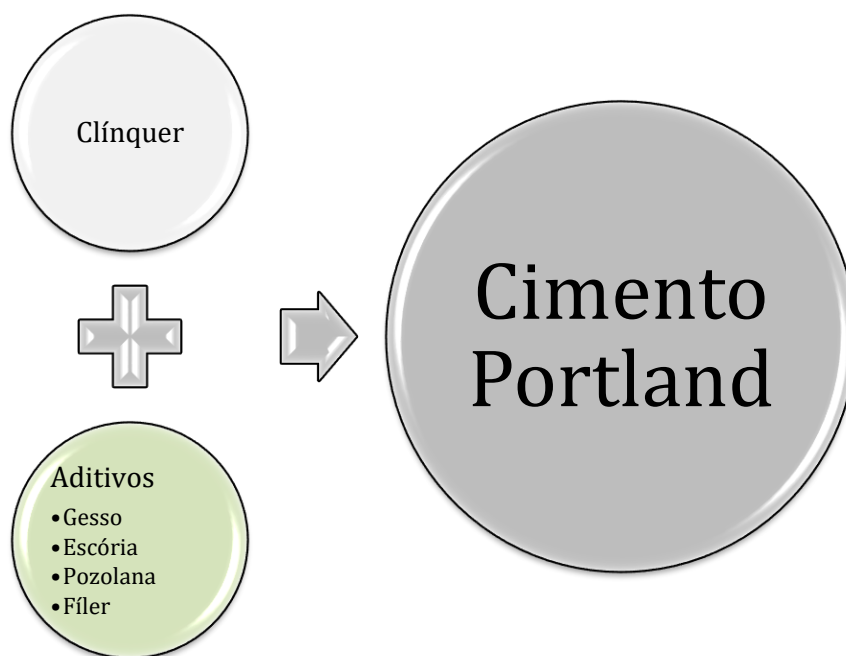 Clínquer
Aditivos
•Gesso
•Escória
•Pozolana
•Fíler
Cimento
Portland